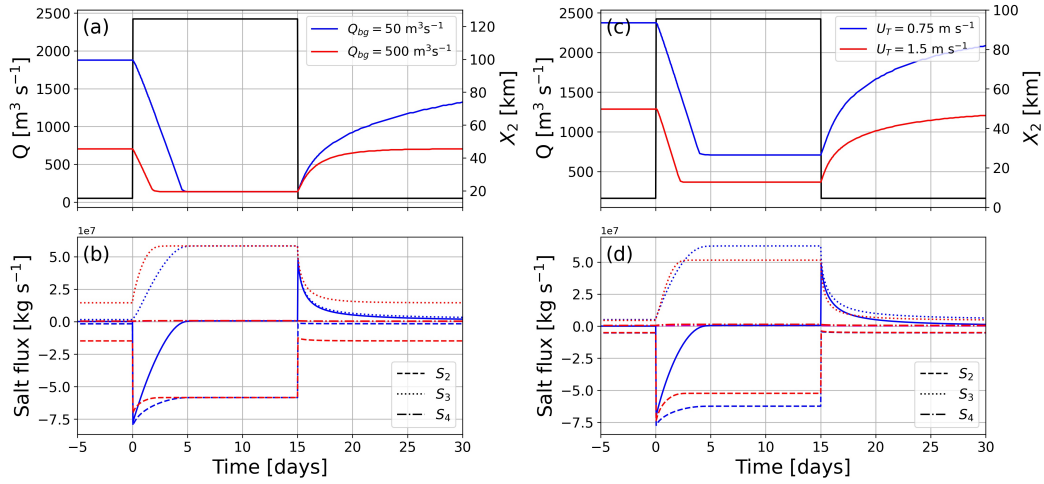 (a)
Q_bg = 50 m³s⁻¹
Q_bg = 500 m³s⁻¹
2500
2000
1500
1000
500
0
Q [m³ s⁻¹]
120
100
80
60
40
20
X₂ [km]
(c)
U_T = 0.75 m s⁻¹
U_T = 1.5 m s⁻¹
2500
2000
1500
1000
500
Q [m³ s⁻¹]
100
80
60
40
20
0
X₂ [km]
1e7
(b)
5.0
2.5
0.0
−2.5
−5.0
−7.5
Salt flux [kg s⁻¹]
S₂
S₃
S₄
−5 0 5 10 15 20 25 30
Time [days]
1e7
(d)
5.0
2.5
0.0
−2.5
−5.0
−7.5
Salt flux [kg s⁻¹]
S₂
S₃
S₄
−5 0 5 10 15 20 25 30
Time [days]